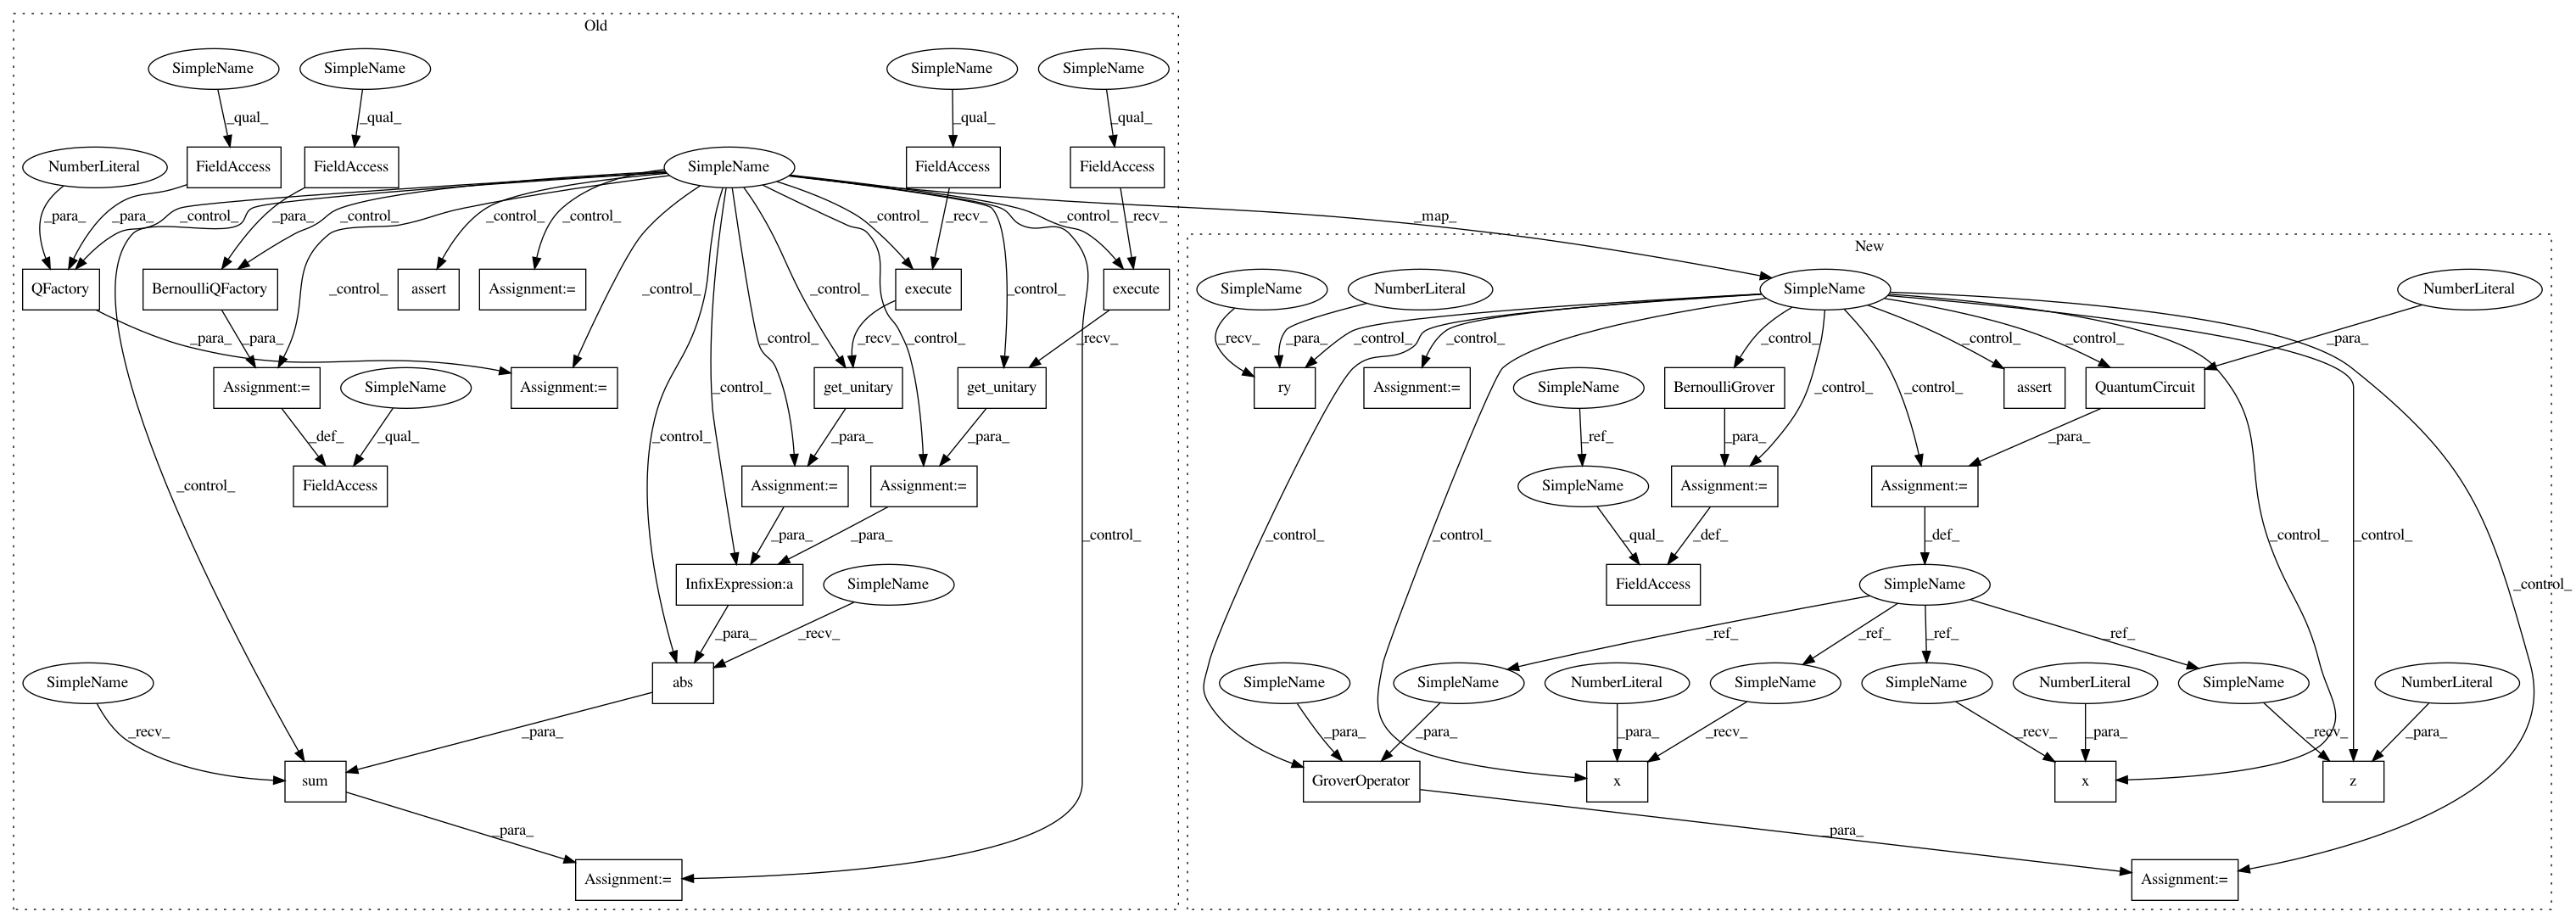 Old
SimpleName
SimpleName
SimpleName
SimpleName
_qual_
_qual_
_qual_
_qual_
NumberLiteral
FieldAccess
FieldAccess
SimpleName
FieldAccess
FieldAccess
_para_
_para_
_control_
_para_
_control_
_control_
_control_
_control_
_recv_
_control_
_recv_
_map_
New
QFactory
BernoulliQFactory
_control_
assert
Assignment:=
_control_
_control_
execute
_control_
execute
SimpleName
NumberLiteral
SimpleName
NumberLiteral
_para_
_para_
_control_
_recv_
_control_
_recv_
_recv_
_para_
_control_
_control_
_control_
_control_
_control_
_para_
Assignment:=
SimpleName
Assignment:=
_control_
get_unitary
get_unitary
ry
Assignment:=
SimpleName
BernoulliGrover
_control_
_control_
assert
QuantumCircuit
_def_
_qual_
_control_
_para_
_para_
_ref_
_para_
_para_
FieldAccess
_control_
Assignment:=
Assignment:=
SimpleName
Assignment:=
Assignment:=
_para_
_para_
_control_
_control_
_control_
_qual_
_def_
_def_
_control_
_control_
InfixExpression:a
SimpleName
FieldAccess
SimpleName
_control_
_para_
_recv_
_ref_
_ref_
_ref_
_ref_
SimpleName
abs
SimpleName
SimpleName
NumberLiteral
SimpleName
SimpleName
NumberLiteral
SimpleName
NumberLiteral
_recv_
_para_
_para_
_para_
_para_
_recv_
_recv_
_para_
_recv_
_para_
sum
GroverOperator
x
x
z
_para_
_para_
Assignment:=
Assignment:=